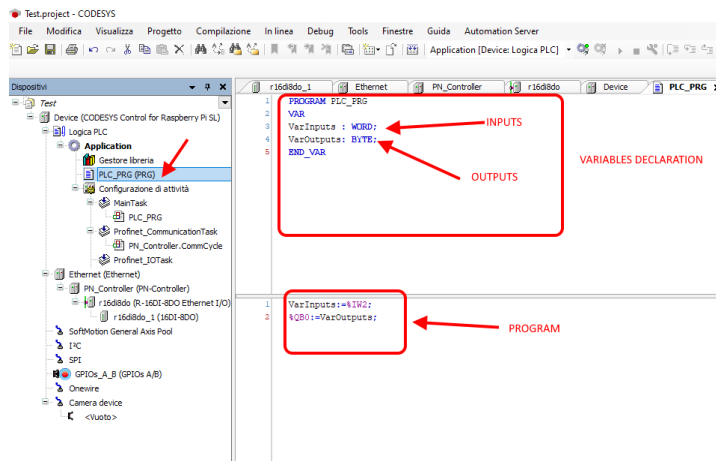 Test.project - CODESYS
File Modifica Visualizza Progetto Compilazione In linea Debug Tools Finestre Guida Automation Server
Application [Device: Logica PLC]
Dispositivi
r16di8do_1 Ethernet PN_Controller r16di8do Device PLC_PRG
Test
Device (CODESYS Control for Raspberry Pi SL)
Logica PLC
Application
Gestore libreria
PLC_PRG (PRG)
Configurazione di attività
MainTask
PLC_PRG
Profinet_CommunicationTask
PN_Controller.CommCycle
Profinet_IOTask
Ethernet (Ethernet)
PN_Controller (PN-Controller)
r16di8do (R-16DI-8DO Ethernet I/O)
r16di8do_1 (16DI-8DO)
SoftMotion General Axis Pool
I²C
SPI
GPIOs_A_B (GPIOs A/B)
Onewire
Camera device
<Vuoto>
1 PROGRAM PLC_PRG
2 VAR
3 VarInputs : WORD;
4 VarOutputs: BYTE;
5 END_VAR
INPUTS
OUTPUTS
VARIABLES DECLARATION
1 VarInputs:=%IW2;
2 %QB0:=VarOutputs;
PROGRAM